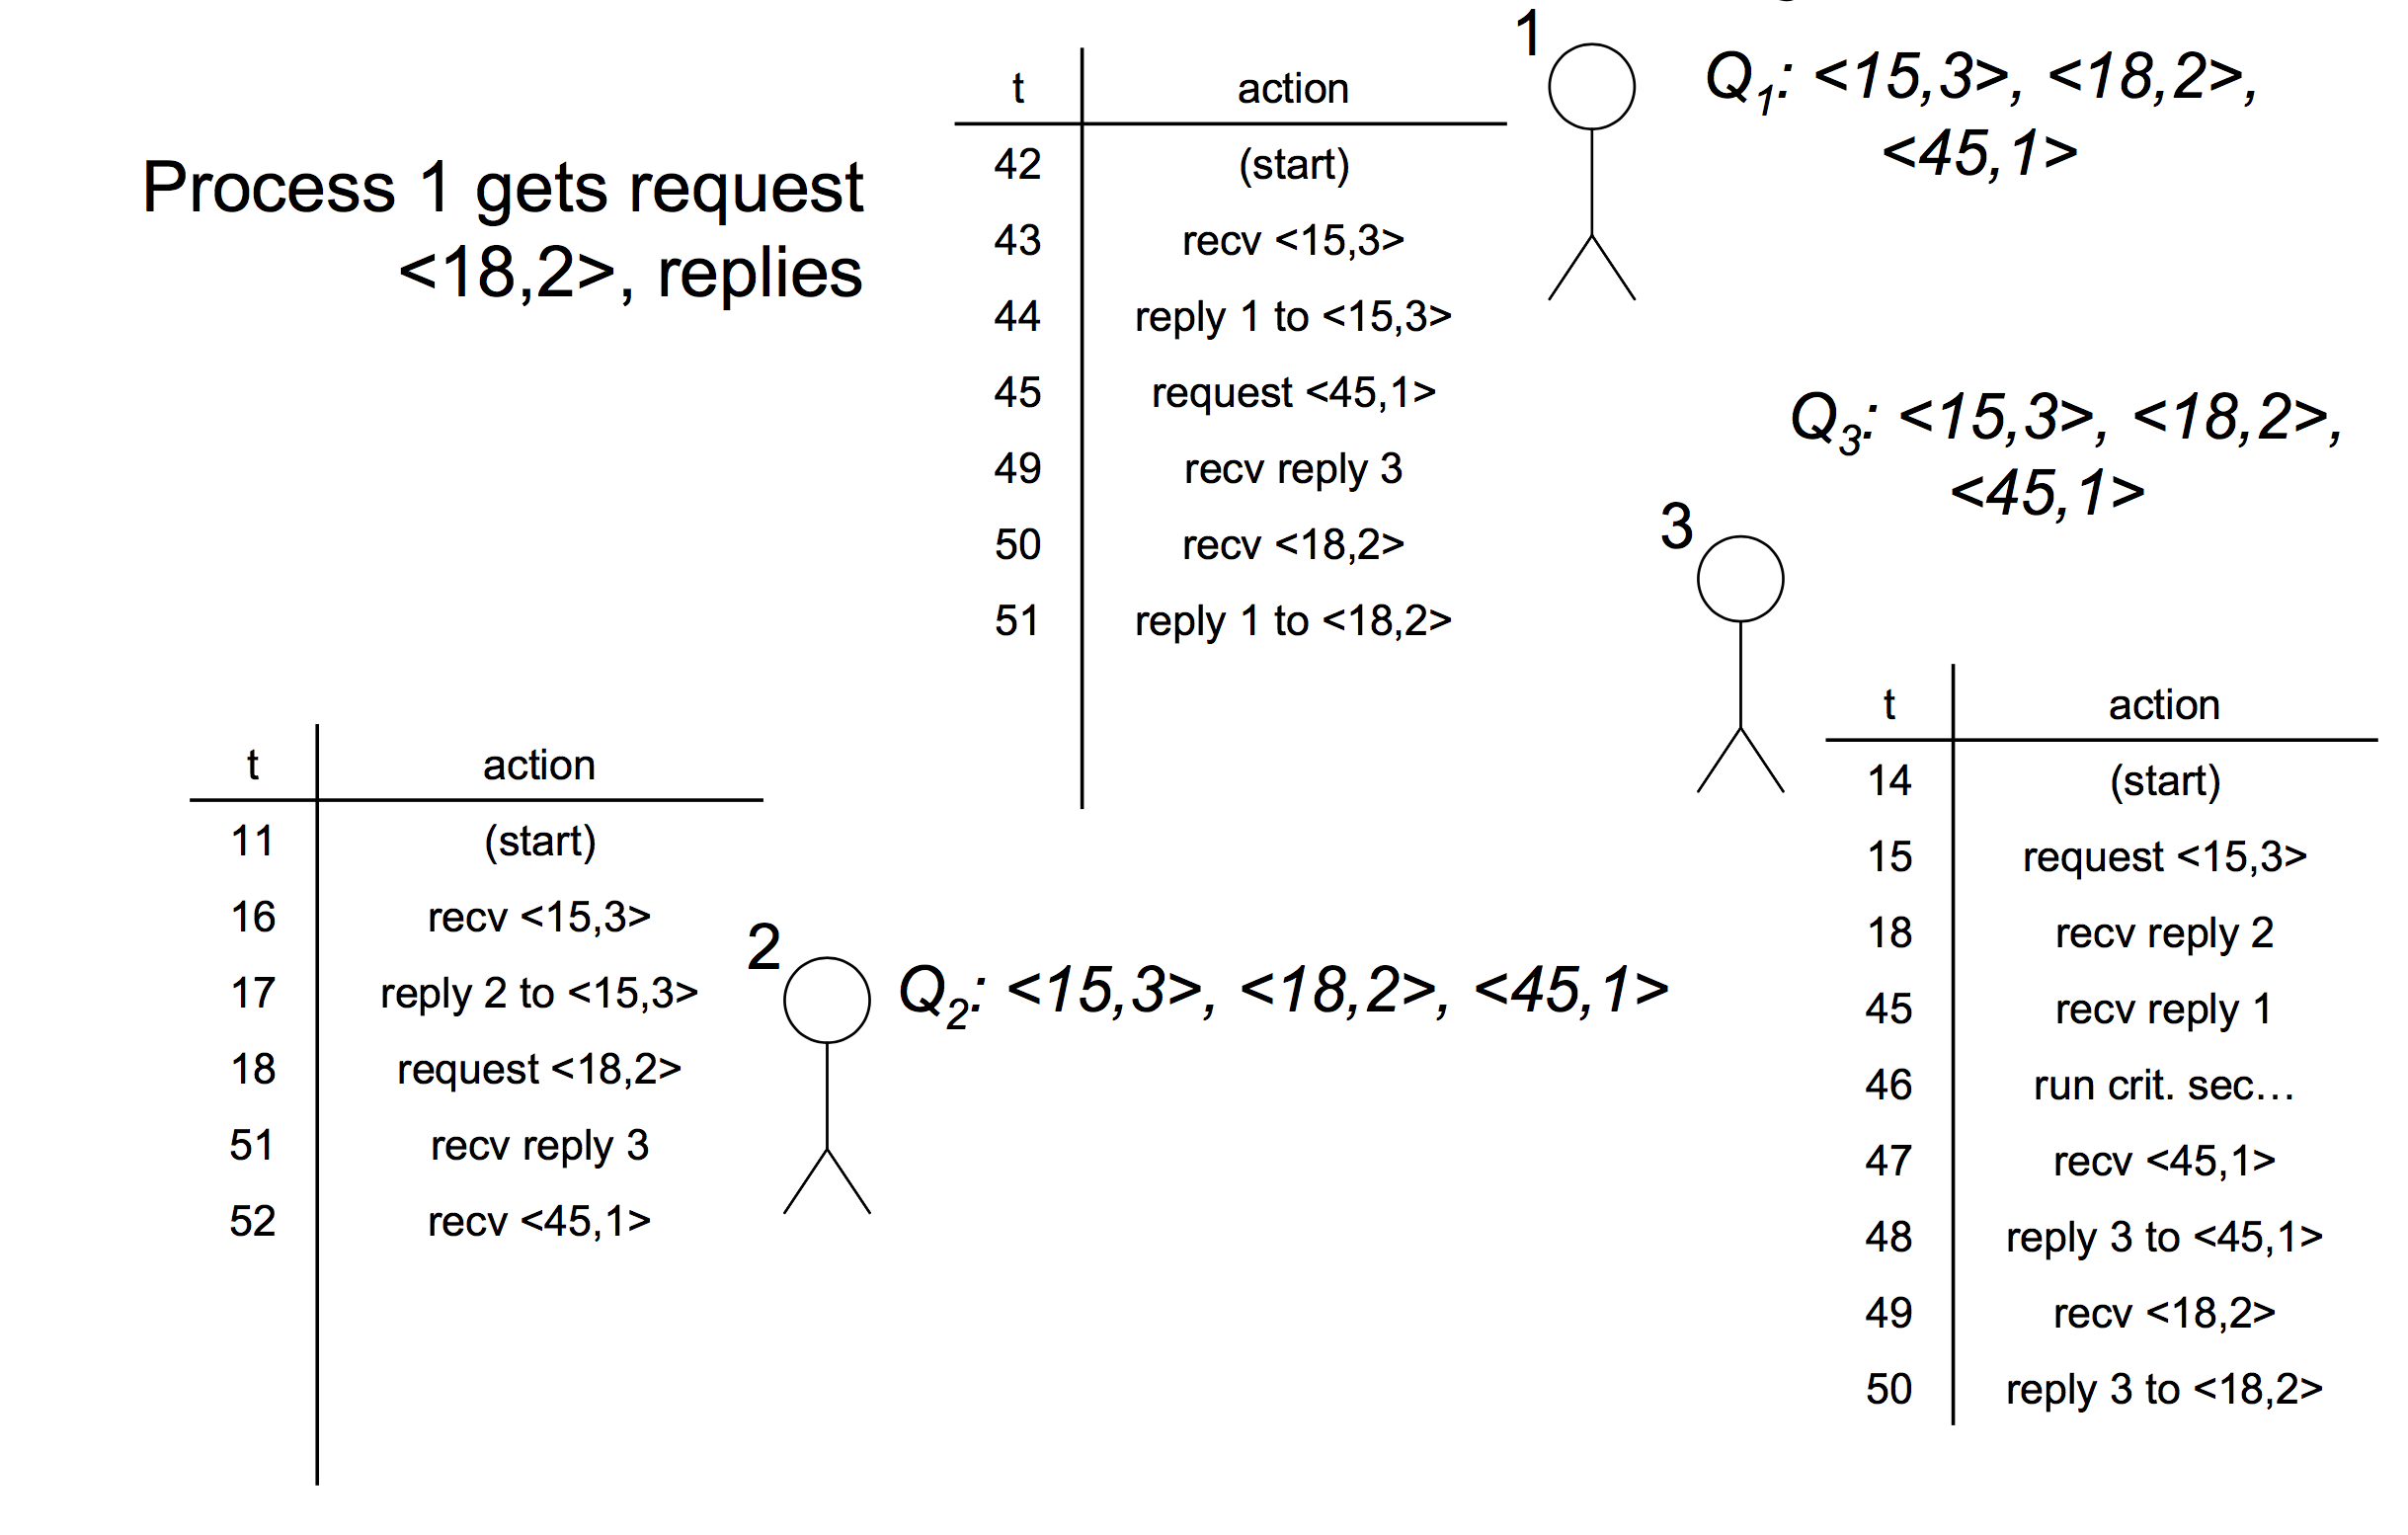 Process 1 gets request
<18,2>, replies
t action
42 (start)
43 recv <15,3>
44 reply 1 to <15,3>
45 request <45,1>
49 recv reply 3
50 recv <18,2>
51 reply 1 to <18,2>
1
Q1: <15,3>, <18,2>,
<45,1>
Q3: <15,3>, <18,2>,
<45,1>
3
t action
11 (start)
16 recv <15,3>
17 reply 2 to <15,3>
18 request <18,2>
51 recv reply 3
52 recv <45,1>
2
Q2: <15,3>, <18,2>, <45,1>
t action
14 (start)
15 request <15,3>
18 recv reply 2
45 recv reply 1
46 run crit. sec…
47 recv <45,1>
48 reply 3 to <45,1>
49 recv <18,2>
50 reply 3 to <18,2>